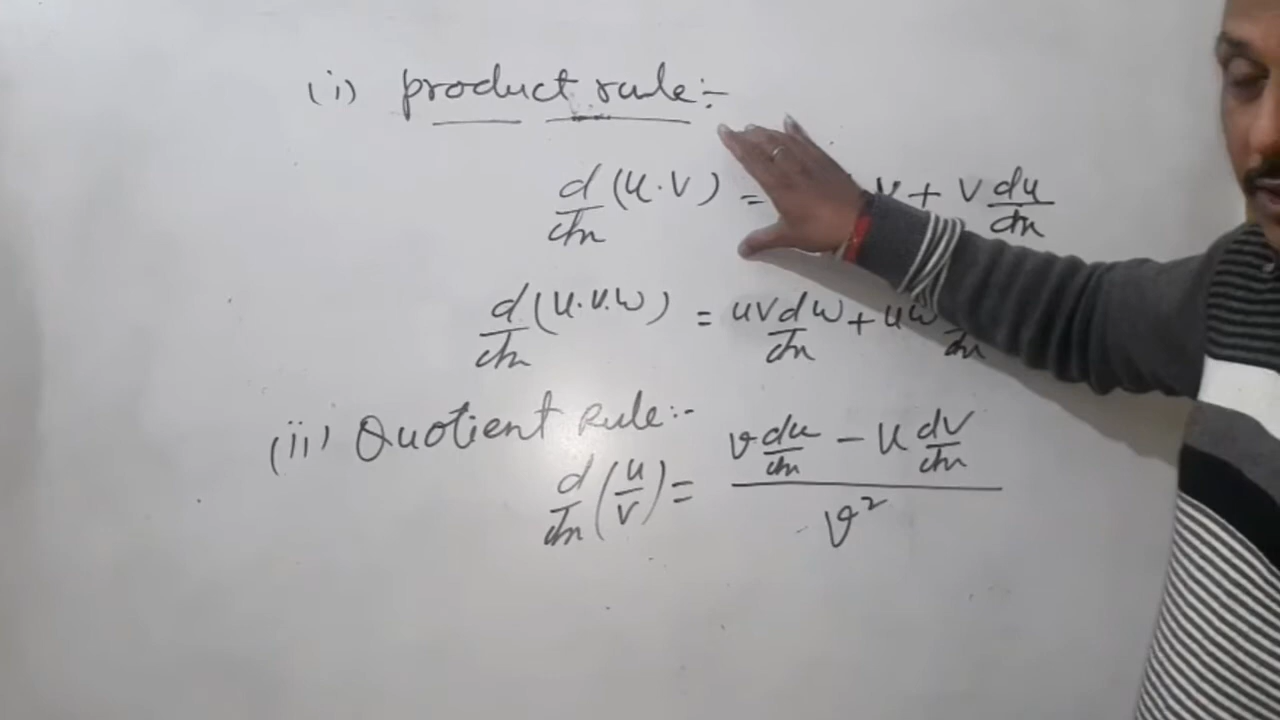 (i) product rule:-
d/dx (u.v) = v + v du/dx
d/dx (u.v.w) = uv dw/dx + uw /dx
(ii) Quotient Rule:-
d/dx (u/v) = (v du/dx - u dv/dx) / v²